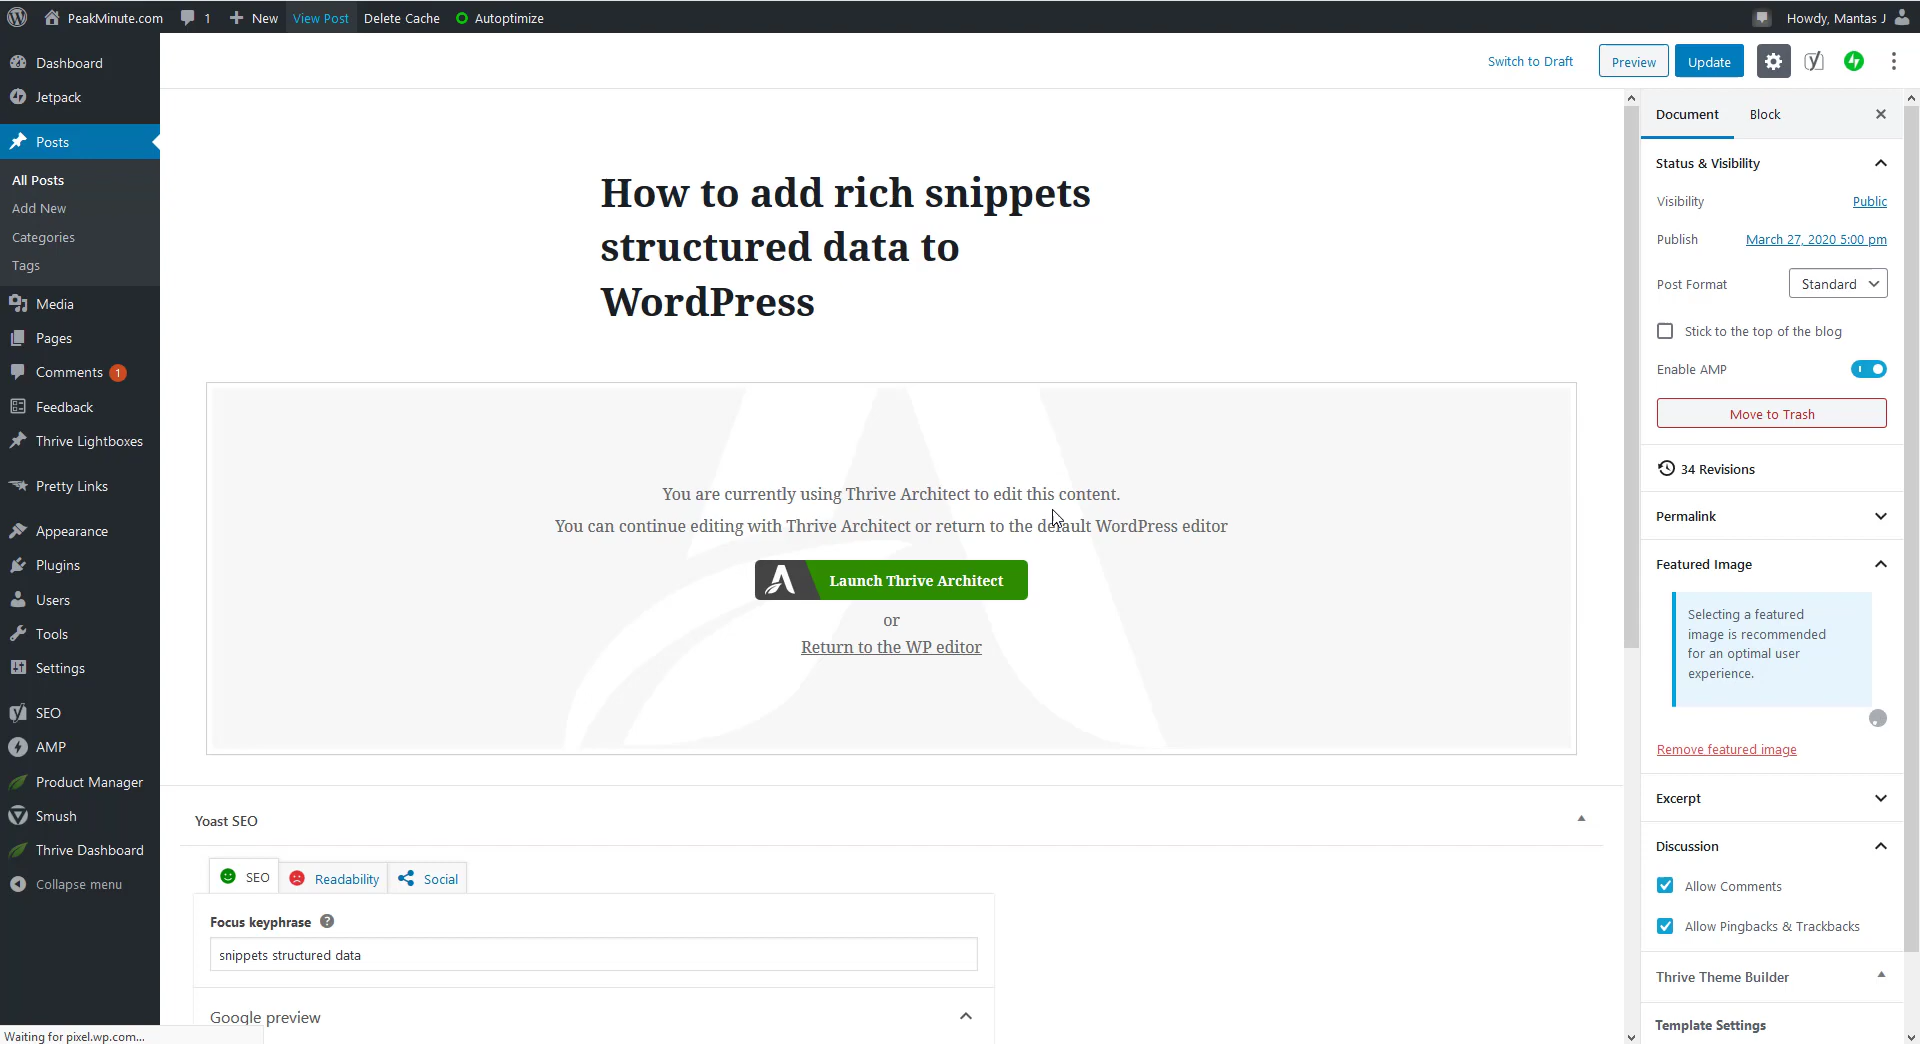 PeakMinute.com 1 New View Post Delete Cache Autoptimize Howdy, Mantas J
Dashboard
Jetpack
Posts
All Posts
Add New
Categories
Tags
Media
Pages
Comments 1
Feedback
Thrive Lightboxes
Pretty Links
Appearance
Plugins
Users
Tools
Settings
SEO
AMP
Product Manager
Smush
Thrive Dashboard
Collapse menu
Switch to Draft Preview Update
How to add rich snippets
structured data to
WordPress
You are currently using Thrive Architect to edit this content.
You can continue editing with Thrive Architect or return to the default WordPress editor
Launch Thrive Architect
or
Return to the WP editor
Yoast SEO
SEO Readability Social
Focus keyphrase ?
snippets structured data
Google preview
Document Block
Status & Visibility
Visibility Public
Publish March 27, 2020 5:00 pm
Post Format Standard
Stick to the top of the blog
Enable AMP
Move to Trash
34 Revisions
Permalink
Featured Image
Selecting a featured
image is recommended
for an optimal user
experience.
Remove featured image
Excerpt
Discussion
Allow Comments
Allow Pingbacks & Trackbacks
Thrive Theme Builder
Template Settings
Waiting for pixel.wp.com...